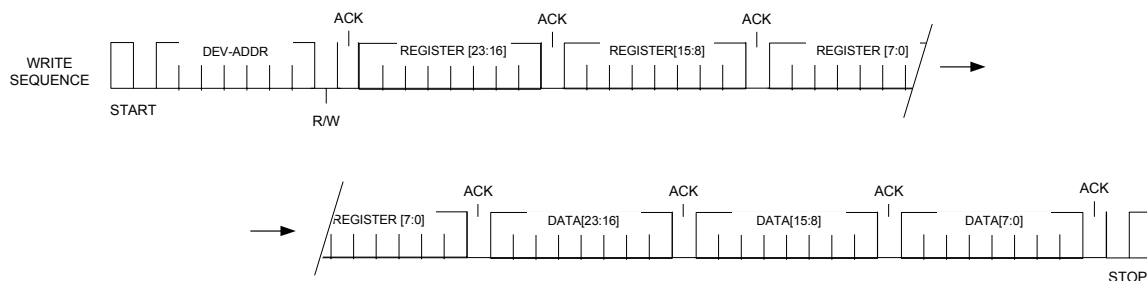 ACK ACK ACK
DEV-ADDR REGISTER [23:16] REGISTER[15:8] REGISTER [7:0]
WRITE
SEQUENCE
START
R/W
ACK ACK ACK ACK
REGISTER [7:0] DATA[23:16] DATA[15:8] DATA[7:0]
STOP